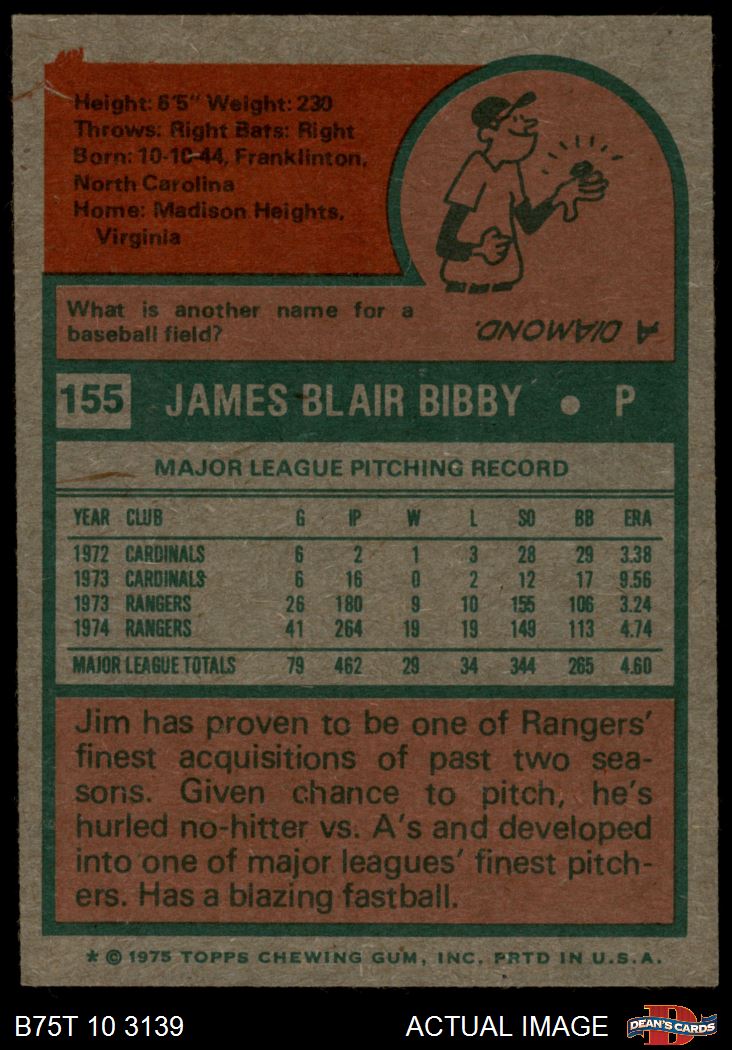 Height: 6'5" Weight: 230
Throws: Right Bats: Right
Born: 10-10-44, Franklinton,
North Carolina
Home: Madison Heights,
Virginia
What is another name for a
baseball field?
A DIAMOND.
155 JAMES BLAIR BIBBY • P
MAJOR LEAGUE PITCHING RECORD
YEAR CLUB G IP W L SO BB ERA
1972 CARDINALS 6 2 1 3 28 29 3.38
1973 CARDINALS 6 16 0 2 12 17 9.56
1973 RANGERS 26 180 9 10 155 106 3.24
1974 RANGERS 41 264 19 19 149 113 4.74
MAJOR LEAGUE TOTALS 79 462 29 34 344 265 4.60
Jim has proven to be one of Rangers'
finest acquisitions of past two sea-
sons. Given chance to pitch, he's
hurled no-hitter vs. A's and developed
into one of major leagues' finest pitch-
ers. Has a blazing fastball.
* © 1975 TOPPS CHEWING GUM, INC. PRTD IN U.S.A.
B75T 10 3139 ACTUAL IMAGE DEAN'S CARDS